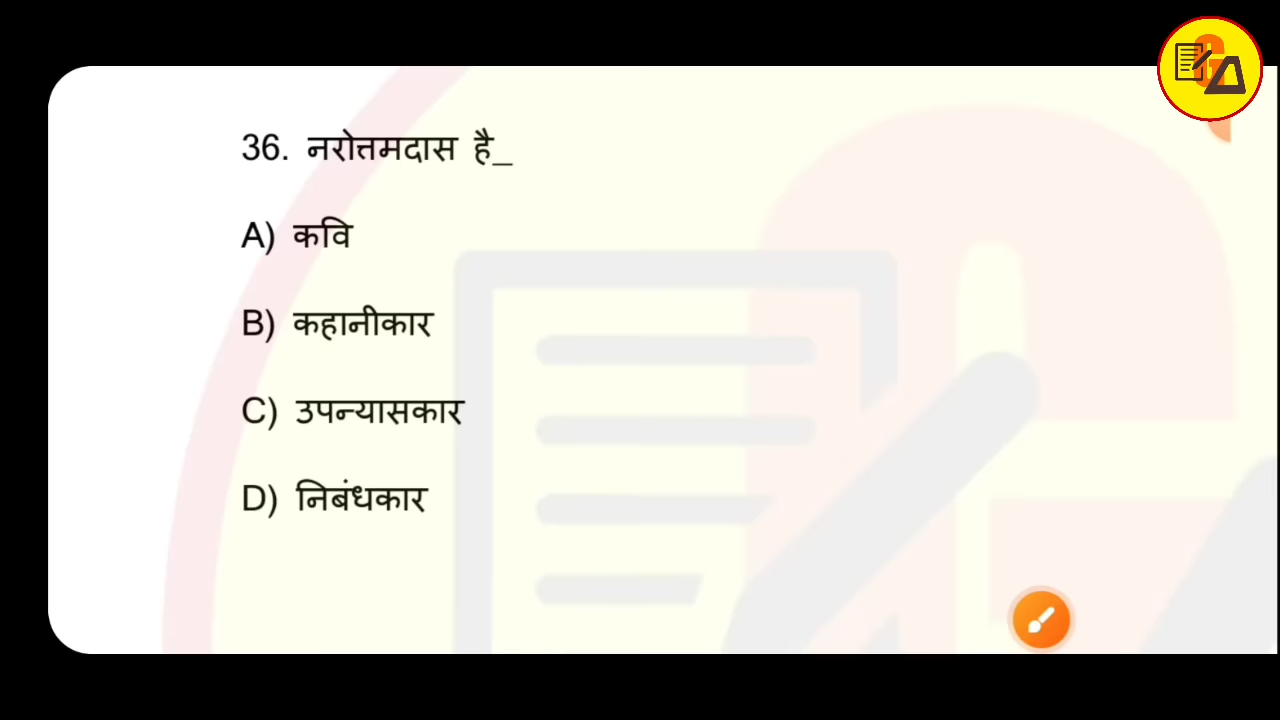 36. नरोत्तमदास है_
A) कवि
B) कहानीकार
C) उपन्यासकार
D) निबंधकार